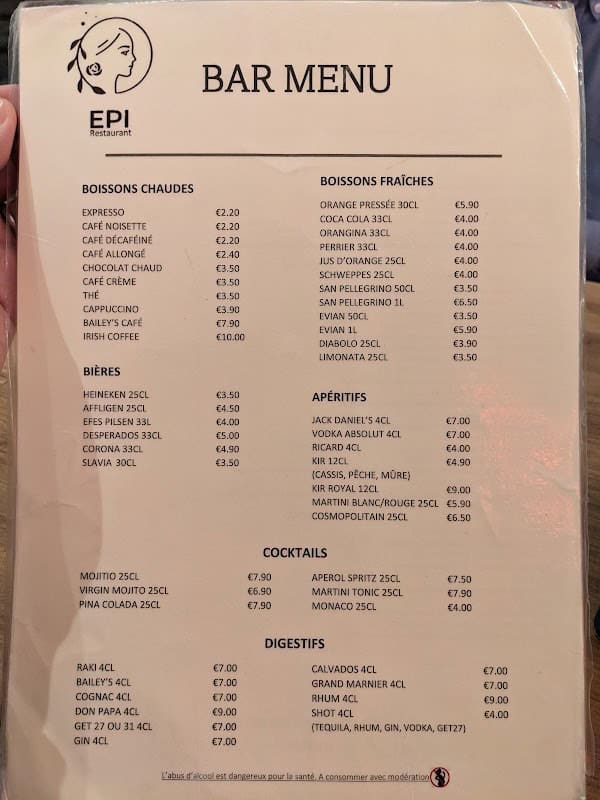 BAR MENU
EPI
Restaurant
BOISSONS CHAUDES
EXPRESSO €2.20
CAFÉ NOISETTE €2.20
CAFÉ DÉCAFÉINÉ €2.20
CAFÉ ALLONGÉ €2.40
CHOCOLAT CHAUD €3.50
CAFÉ CRÈME €3.50
THÉ €3.50
CAPPUCCINO €3.90
BAILEY'S CAFÉ €7.90
IRISH COFFEE €10.00
BIÈRES
HEINEKEN 25CL €3.50
AFFLIGEN 25CL €4.50
EFES PILSEN 33L €4.00
DESPERADOS 33CL €5.00
CORONA 33CL €4.90
SLAVIA 30CL €3.50
BOISSONS FRAÎCHES
ORANGE PRESSÉE 30CL €5.90
COCA COLA 33CL €4.00
ORANGINA 33CL €4.00
PERRIER 33CL €4.00
JUS D'ORANGE 25CL €4.00
SCHWEPPES 25CL €4.00
SAN PELLEGRINO 50CL €3.50
SAN PELLEGRINO 1L €6.50
EVIAN 50CL €3.50
EVIAN 1L €5.90
DIABOLO 25CL €3.90
LIMONATA 25CL €3.50
APÉRITIFS
JACK DANIEL'S 4CL €7.00
VODKA ABSOLUT 4CL €7.00
RICARD 4CL €4.00
KIR 12CL €4.90
(CASSIS, PÊCHE, MÛRE)
KIR ROYAL 12CL €9.00
MARTINI BLANC/ROUGE 25CL €5.90
COSMOPOLITAIN 25CL €6.50
COCKTAILS
MOJITIO 25CL €7.90
VIRGIN MOJITO 25CL €6.90
PINA COLADA 25CL €7.90
APEROL SPRITZ 25CL €7.50
MARTINI TONIC 25CL €7.90
MONACO 25CL €4.00
DIGESTIFS
RAKI 4CL €7.00
BAILEY'S 4CL €7.00
COGNAC 4CL €7.00
DON PAPA 4CL €9.00
GET 27 OU 31 4CL €7.00
GIN 4CL €7.00
CALVADOS 4CL €7.00
GRAND MARNIER 4CL €7.00
RHUM 4CL €9.00
SHOT 4CL €4.00
(TEQUILA, RHUM, GIN, VODKA, GET27)
L'abus d'alcool est dangereux pour la santé. A consommer avec modération